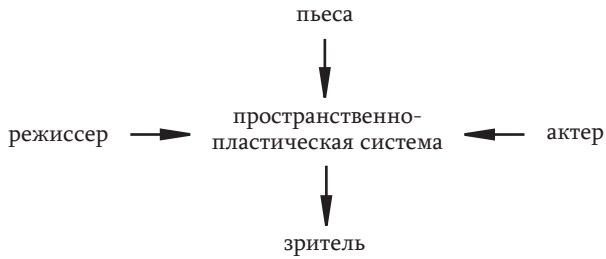 пьеса
пространственно-
режиссер
пластическая система
актер
зритель